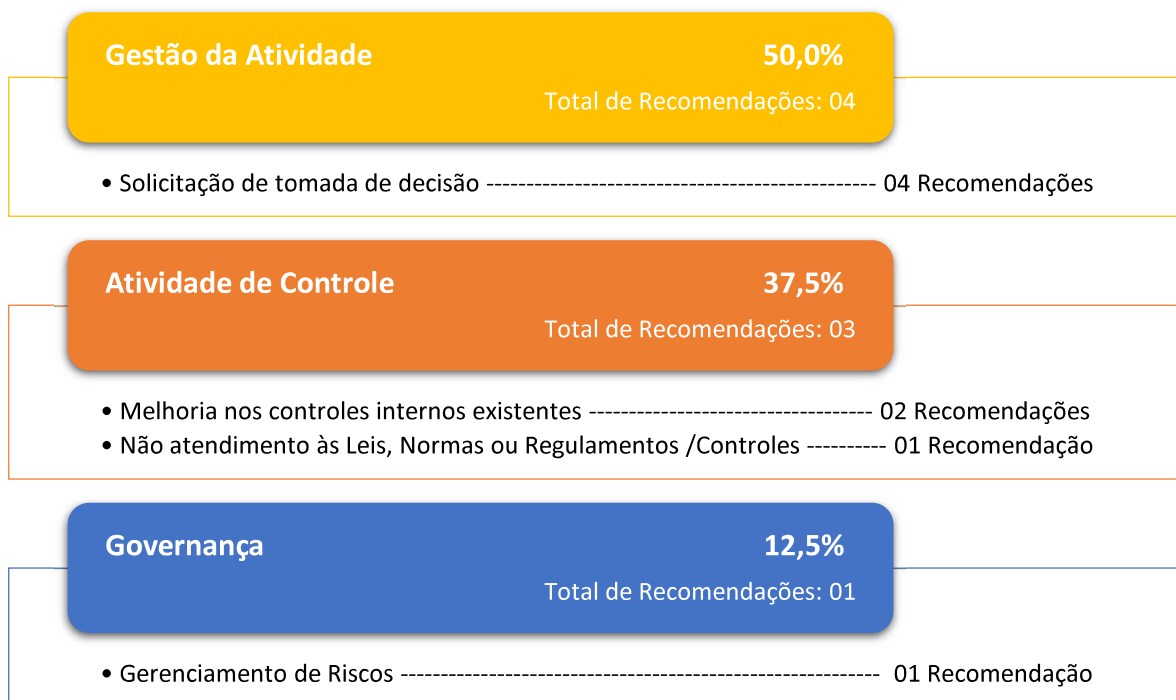 Gestão da Atividade 50,0%
Total de Recomendações: 04
• Solicitação de tomada de decisão ------------------------------------------------- 04 Recomendações
Atividade de Controle 37,5%
Total de Recomendações: 03
• Melhoria nos controles internos existentes ------------------------------------ 02 Recomendações
• Não atendimento às Leis, Normas ou Regulamentos /Controles ---------- 01 Recomendação
Governança 12,5%
Total de Recomendações: 01
• Gerenciamento de Riscos ------------------------------------------------------------ 01 Recomendação